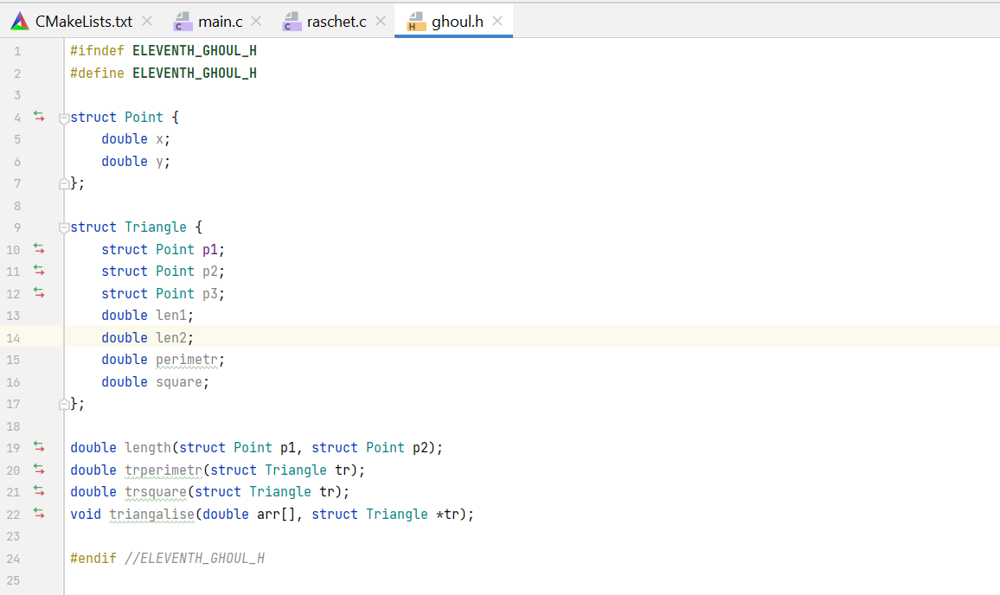 CMakeLists.txt main.c raschet.c ghoul.h
1 #ifndef ELEVENTH_GHOUL_H
2 #define ELEVENTH_GHOUL_H
3
4 struct Point {
5 double x;
6 double y;
7 };
8
9 struct Triangle {
10 struct Point p1;
11 struct Point p2;
12 struct Point p3;
13 double len1;
14 double len2;
15 double perimetr;
16 double square;
17 };
18
19 double length(struct Point p1, struct Point p2);
20 double trperimetr(struct Triangle tr);
21 double trsquare(struct Triangle tr);
22 void triangalise(double arr[], struct Triangle *tr);
23
24 #endif //ELEVENTH_GHOUL_H
25